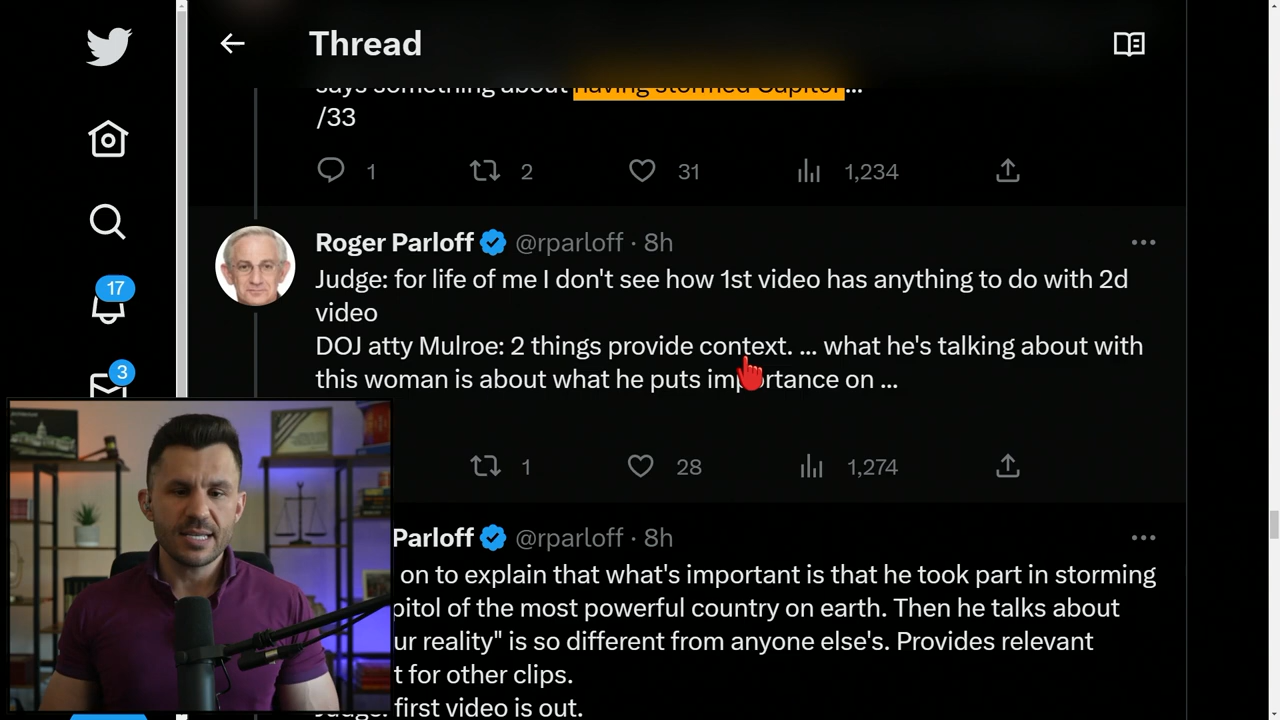 Thread
says something about having stormed Capitol...
/33
1 2 31 1,234
17
Roger Parloff @rparloff · 8h
Judge: for life of me I don't see how 1st video has anything to do with 2d
video
DOJ atty Mulroe: 2 things provide context. ... what he's talking about with
this woman is about what he puts importance on ...
3
1 28 1,274
Parloff @rparloff · 8h
on to explain that what's important is that he took part in storming
pitol of the most powerful country on earth. Then he talks about
ur reality" is so different from anyone else's. Provides relevant
t for other clips.
Judge: first video is out.